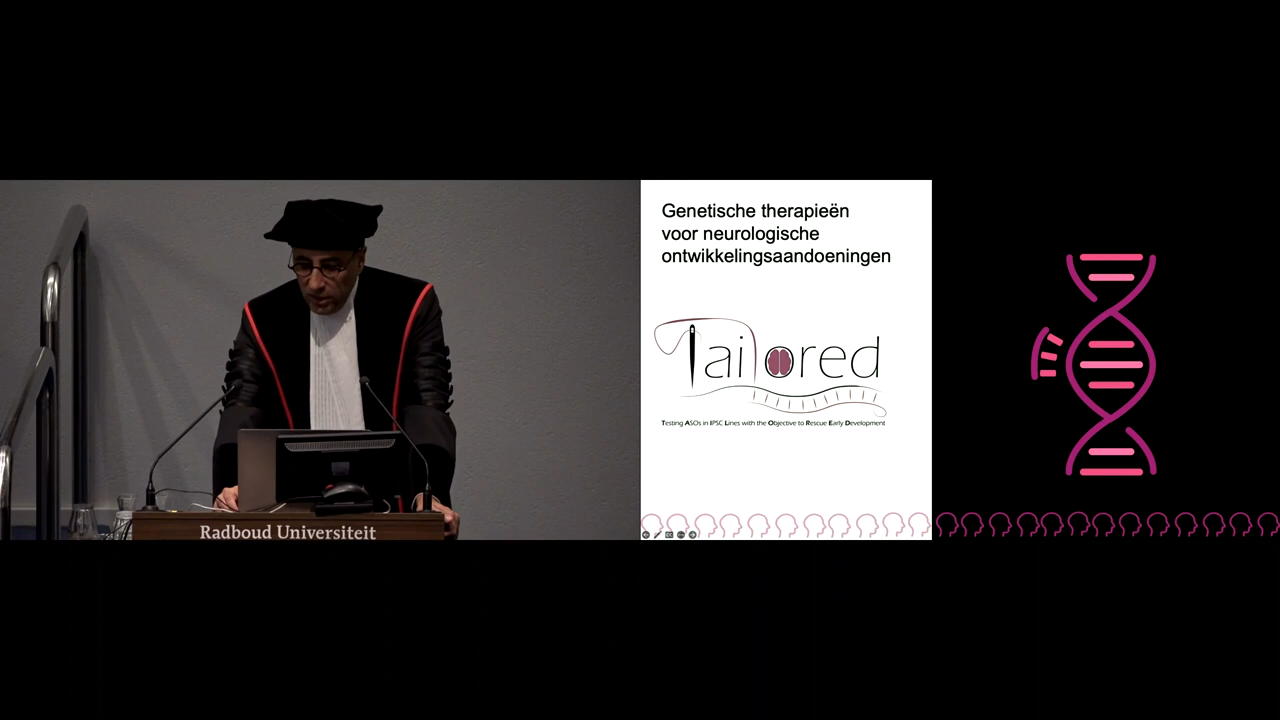 Genetische therapieën
voor neurologische
ontwikkelingsaandoeningen
Tailored
Testing ASOs in IPSC Lines with the Objective to Rescue Early Development
Radboud Universiteit